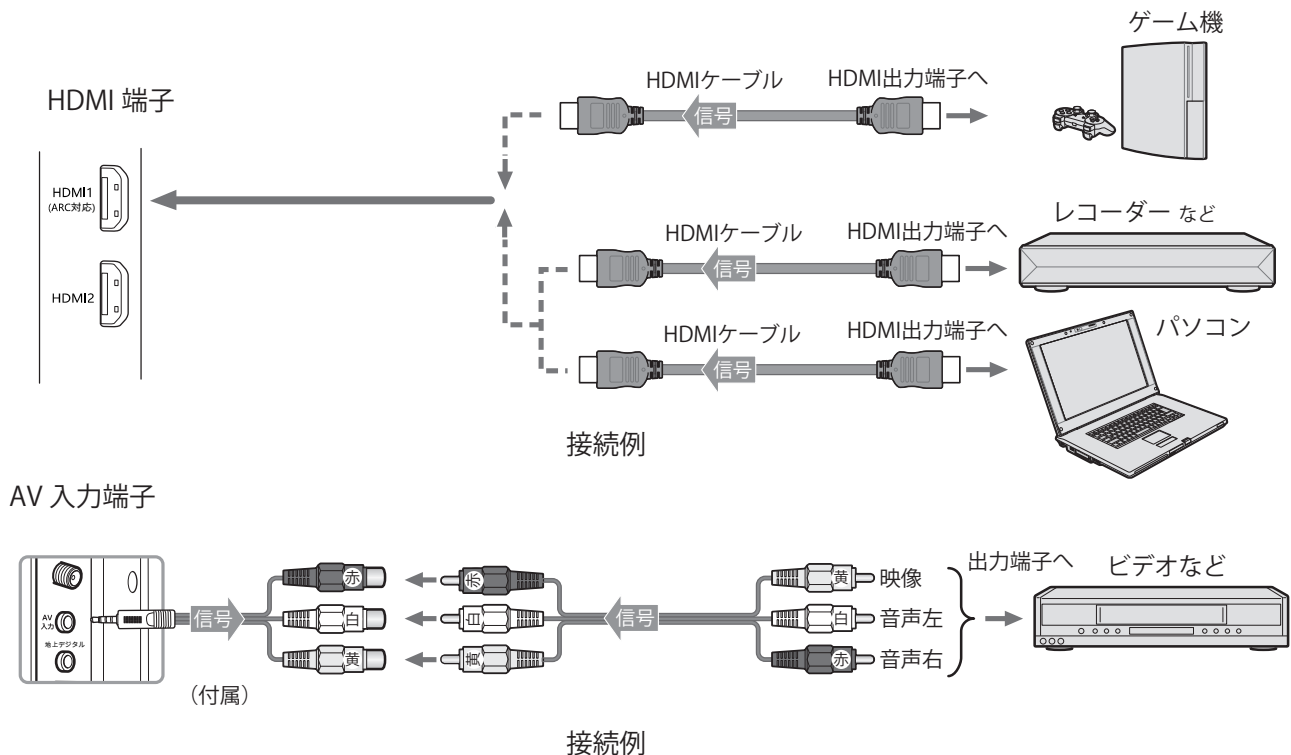 ゲーム機
HDMIケーブル
HDMI出力端子へ
信号
HDMI 端子
HDMI1
(ARC対応)
HDMI2
レコーダー など
HDMIケーブル
HDMI出力端子へ
信号
パソコン
HDMIケーブル
HDMI出力端子へ
信号
接続例
AV 入力端子
AV
入力
地上デジタル
信号
赤
白
黄
(付属)
赤
白
黄
信号
黄 映像
白 音声左
赤 音声右
出力端子へ
ビデオなど
接続例